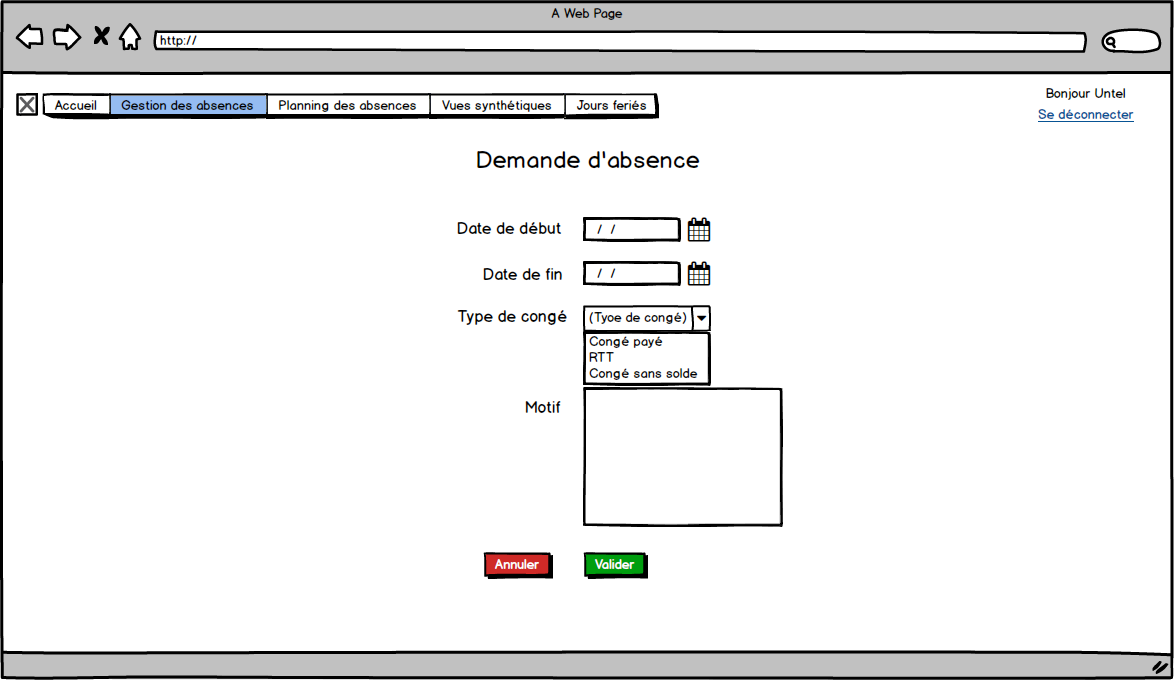 A Web Page
http://
Accueil Gestion des absences Planning des absences Vues synthétiques Jours feriés
Bonjour Untel
Se déconnecter
Demande d'absence
Date de début / /
Date de fin / /
Type de congé (Tyoe de congé)
Congé payé
RTT
Congé sans solde
Motif
Annuler Valider